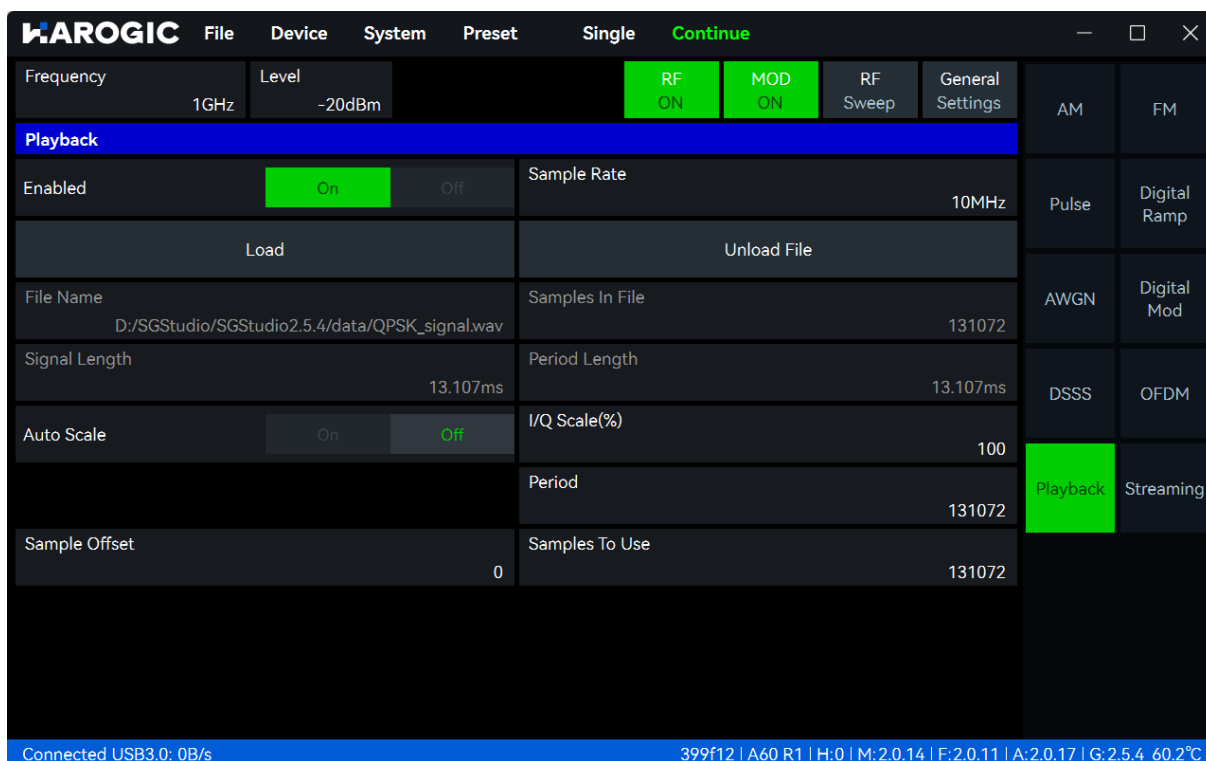 HAROGIC File Device System Preset Single Continue
Frequency
1GHz
Level
-20dBm
RF
ON
MOD
ON
RF
Sweep
General
Settings
Playback
Enabled On Off
Sample Rate
10MHz
Load
Unload File
File Name
D:/SGStudio/SGStudio2.5.4/data/QPSK_signal.wav
Samples In File
131072
Signal Length
13.107ms
Period Length
13.107ms
Auto Scale On Off
I/Q Scale(%)
100
Period
131072
Sample Offset
0
Samples To Use
131072
AM
FM
Pulse
Digital
Ramp
AWGN
Digital
Mod
DSSS
OFDM
Playback
Streaming
Connected USB3.0: 0B/s
399f12 | A60 R1 | H:0 | M:2.0.14 | F:2.0.11 | A:2.0.17 | G:2.5.4 60.2℃